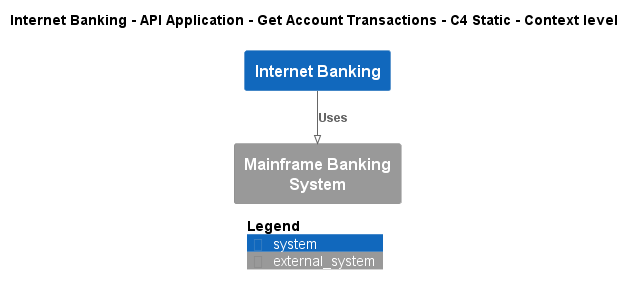 Internet Banking - API Application - Get Account Transactions - C4 Static - Context level
Internet Banking
Uses
Mainframe Banking
System
Legend
system
external_system